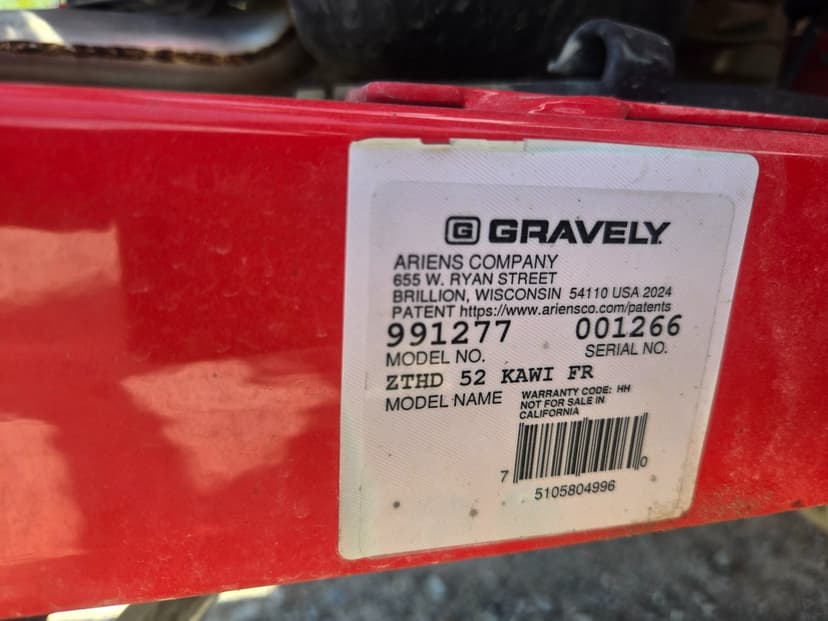 G GRAVELY
ARIENS COMPANY
655 W. RYAN STREET
BRILLION, WISCONSIN 54110 USA 2024
PATENT https://www.ariensco.com/patents
991277 001266
MODEL NO. SERIAL NO.
ZTHD 52 KAWI FR
MODEL NAME WARRANTY CODE: HH
NOT FOR SALE IN
CALIFORNIA
7 0
5105804996